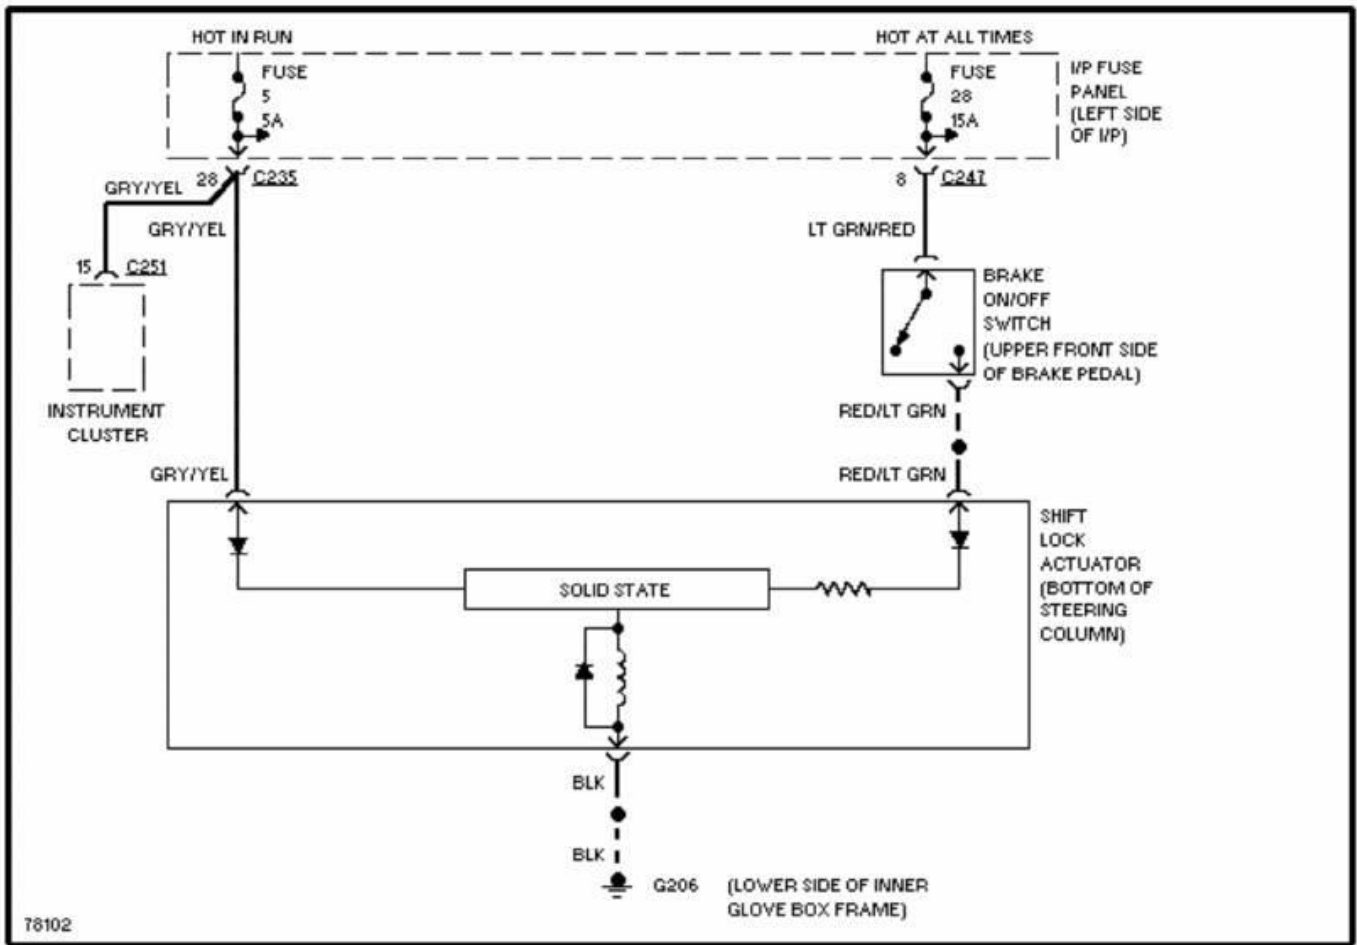 HOT IN RUN
HOT AT ALL TIMES
FUSE
5
5A
FUSE
28
15A
I/P FUSE
PANEL
(LEFT SIDE
OF I/P)
28
C235
8
C247
GRY/YEL
GRY/YEL
LT GRN/RED
15
C251
INSTRUMENT
CLUSTER
BRAKE
ON/OFF
SWITCH
(UPPER FRONT SIDE
OF BRAKE PEDAL)
RED/LT GRN
GRY/YEL
RED/LT GRN
SHIFT
LOCK
ACTUATOR
(BOTTOM OF
STEERING
COLUMN)
SOLID STATE
BLK
BLK
G206
(LOWER SIDE OF INNER
GLOVE BOX FRAME)
78102